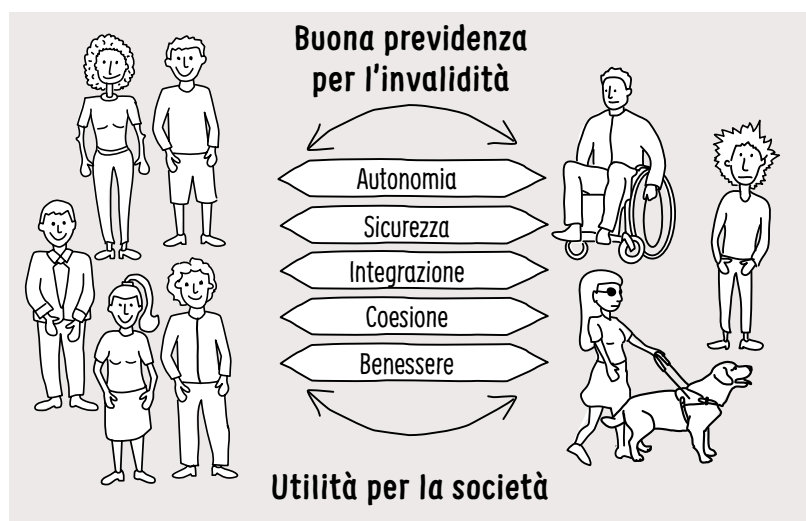 Buona previdenza
per l'invalidità
Autonomia
Sicurezza
Integrazione
Coesione
Benessere
Utilità per la società